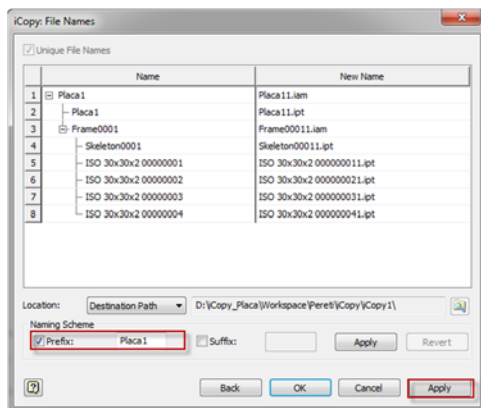 iCopy: File Names
Unique File Names
Name New Name
1 Placa1 Placa11.iam
2 Placa1 Placa11.ipt
3 Frame0001 Frame00011.iam
4 Skeleton0001 Skeleton00011.ipt
5 ISO 30x30x2 00000001 ISO 30x30x2 000000011.ipt
6 ISO 30x30x2 00000002 ISO 30x30x2 000000021.ipt
7 ISO 30x30x2 00000003 ISO 30x30x2 000000031.ipt
8 ISO 30x30x2 00000004 ISO 30x30x2 000000041.ipt
Location: Destination Path D:\iCopy_Placa\Workspace\Pereti\iCopy\Copy1\
Naming Scheme
Prefix: Placa1 Suffix: Apply Revert
Back OK Cancel Apply